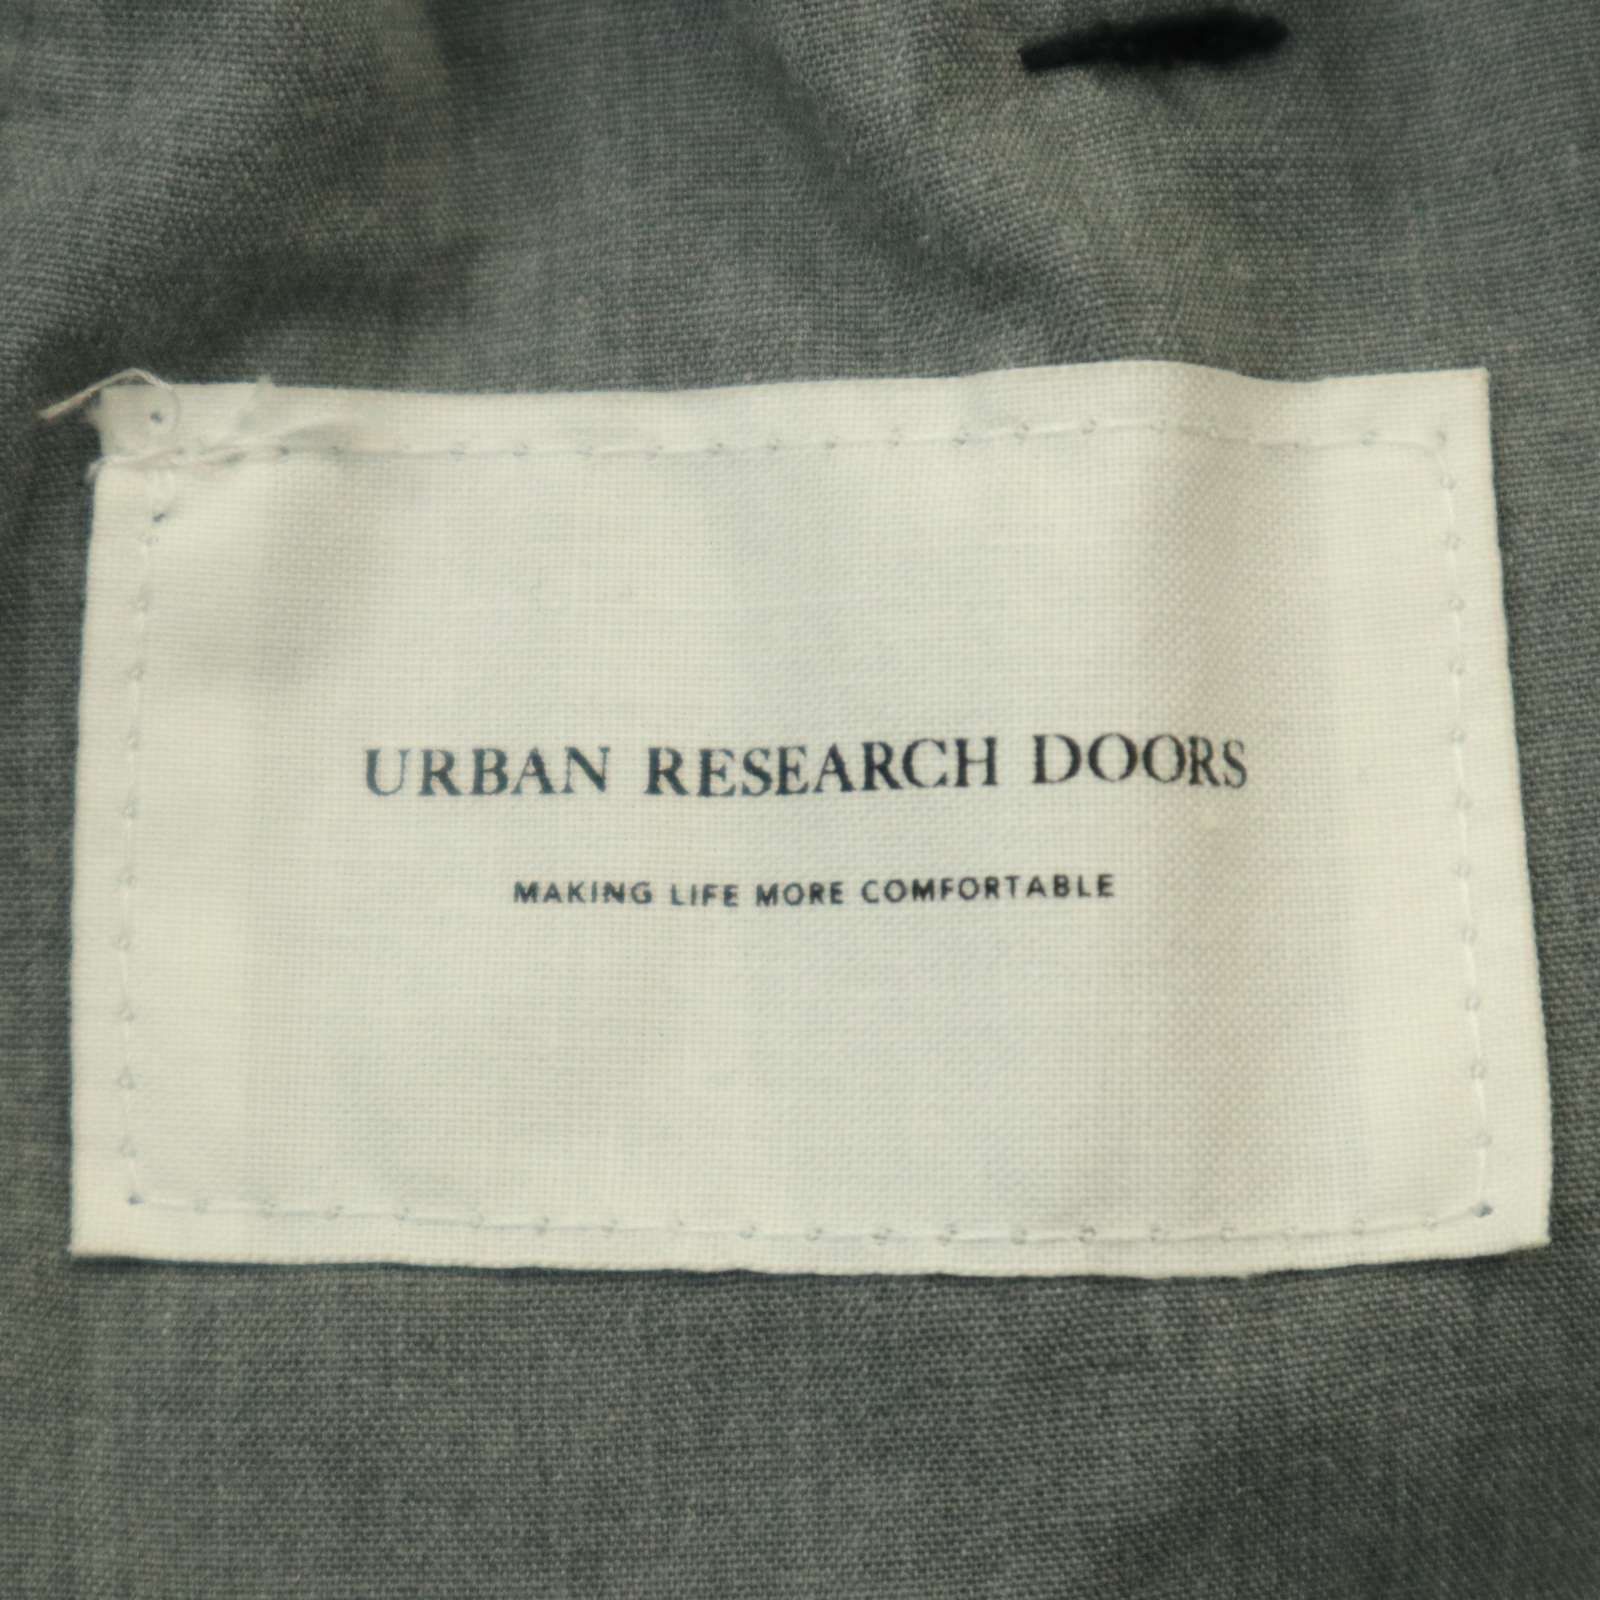 URBAN RESEARCH DOORS
MAKING LIFE MORE COMFORTABLE